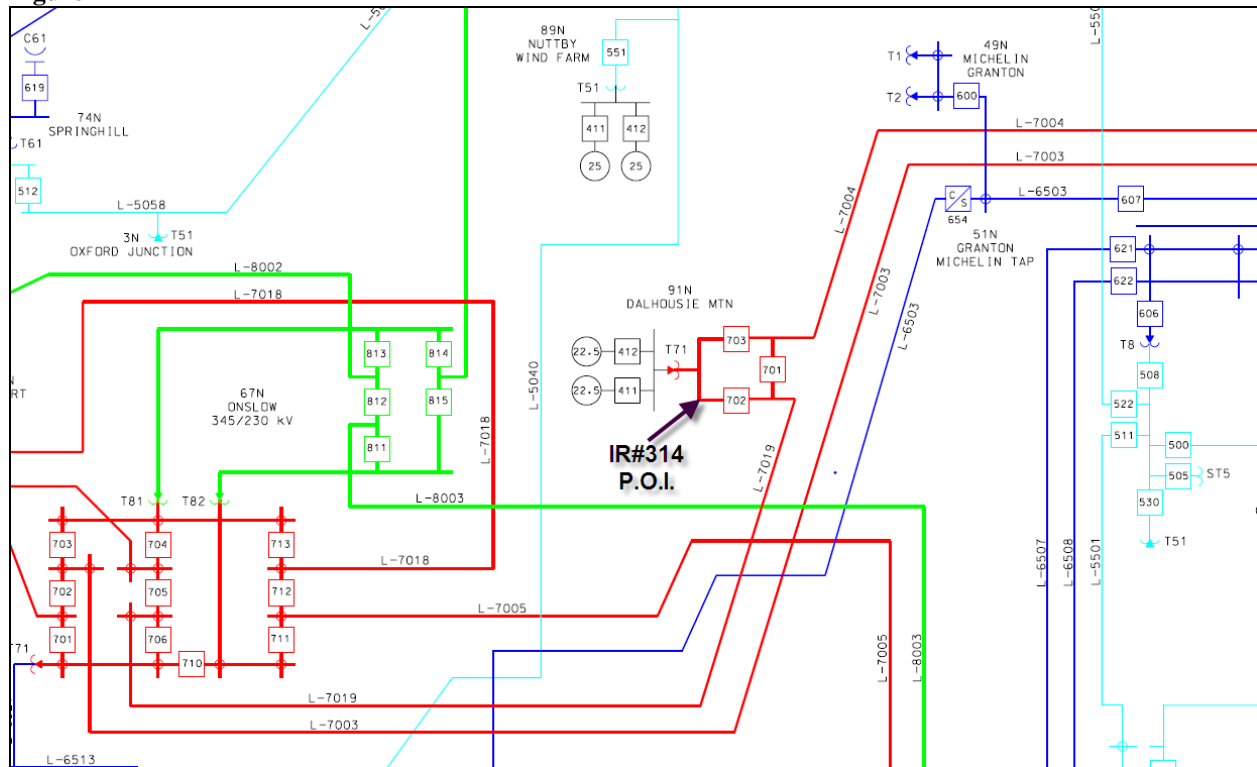 C61
619
74N
SPRINGHILL
T61
512
L-5058
T51
3N
OXFORD JUNCTION
89N
NUTTBY
WIND FARM
551
T51
411
412
25
25
49N
MICHELIN
GRANTON
T1
T2
600
L-7004
L-7003
L-6503
C
S
654
607
51N
GRANTON
MICHELIN TAP
621
622
606
T8
508
522
511
500
505
ST5
530
T51
L-8002
L-7018
813
814
812
815
811
67N
ONSLOW
345/230 kV
RT
L-7018
L-5040
91N
DALHOUSIE MTN
22.5
412
22.5
411
T71
703
701
702
IR#314
P.O.I.
L-7004
L-7003
L-6503
L-7019
L-8003
T81
T82
703
704
713
702
705
712
701
706
711
710
L-7018
L-7005
T71
L-7019
L-7003
L-6513
L-7005
L-8003
L-6507
L-6508
L-5501